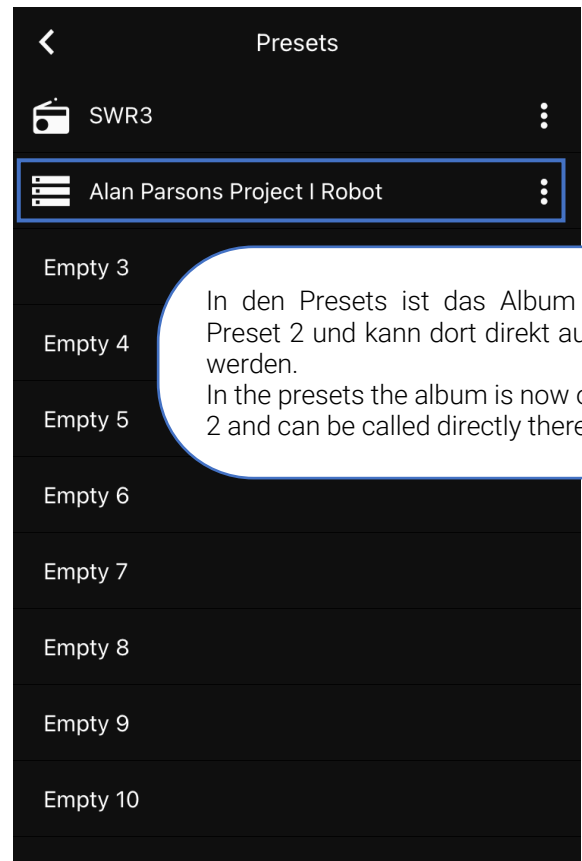 Presets
SWR3
Alan Parsons Project I Robot
Empty 3
In den Presets ist das Album
Preset 2 und kann dort direkt
werden.
In the presets the album is now
2 and can be called directly there
Empty 4
Empty 5
Empty 6
Empty 7
Empty 8
Empty 9
Empty 10